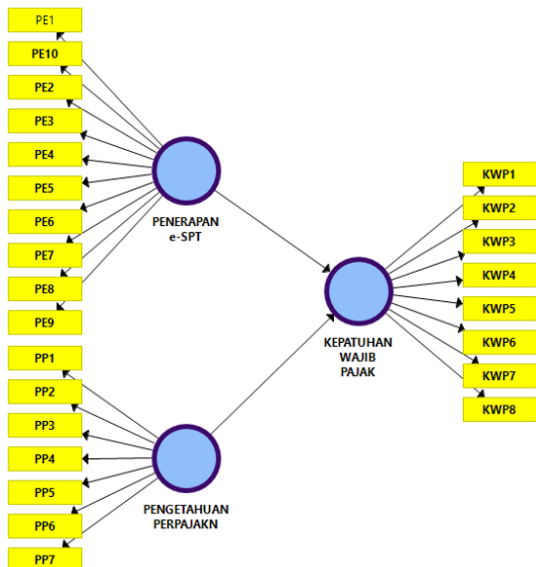 PE1
PE10
PE2
PE3
PE4
PE5
PE6
PE7
PE8
PE9
PENERAPAN
e-SPT
PP1
PP2
PP3
PP4
PP5
PP6
PP7
PENGETAHUAN
PERPAJAKN
KEPATUHAN
WAJIB
PAJAK
KWP1
KWP2
KWP3
KWP4
KWP5
KWP6
KWP7
KWP8